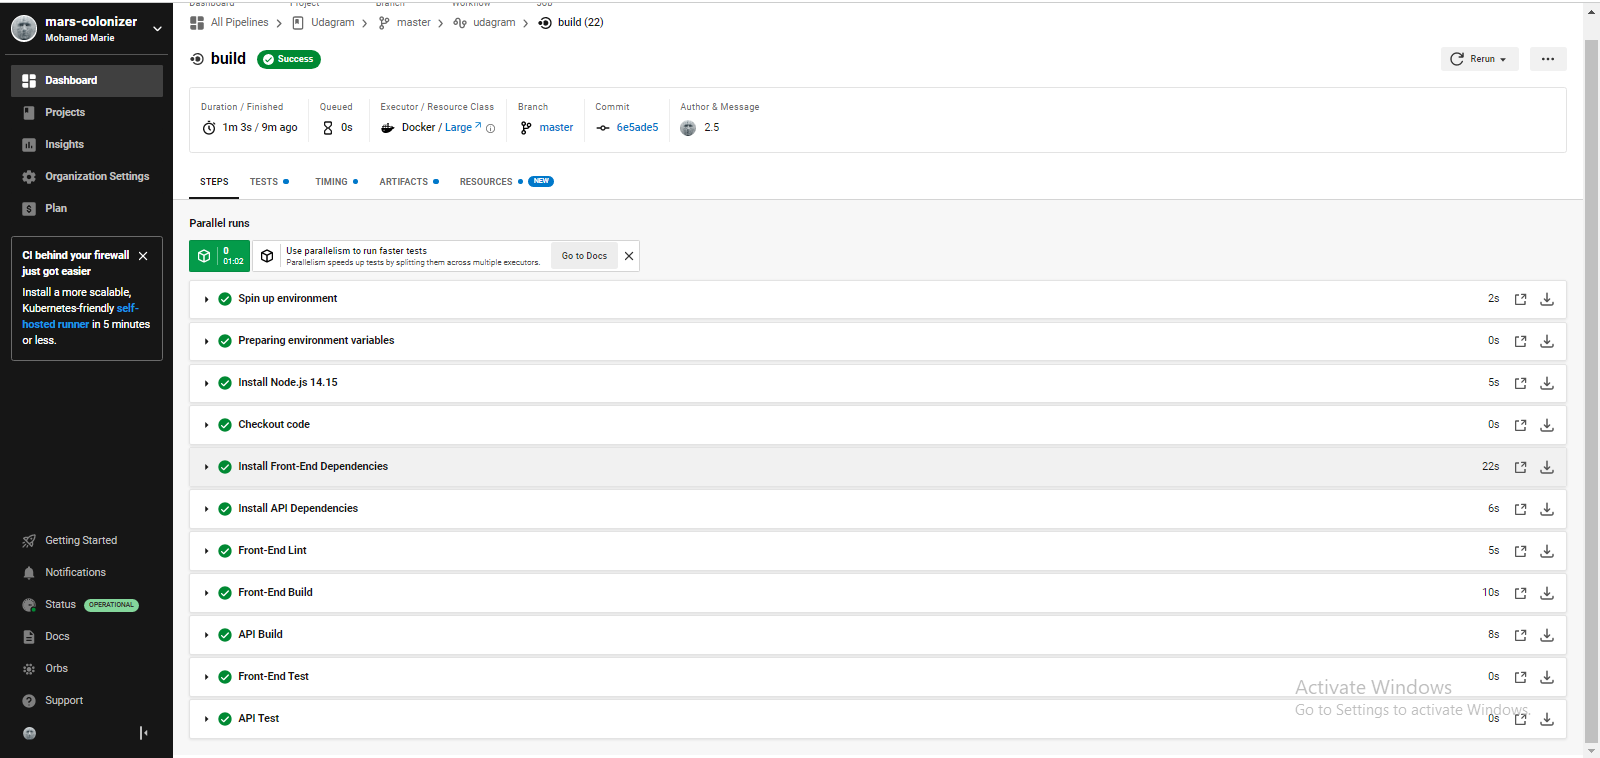 Dashboard
Project
Branch
Workflow
Job
mars-colonizer
Mohamed Marie
All Pipelines
Udagram
master
udagram
build (22)
build
Success
Rerun
Dashboard
Projects
Insights
Organization Settings
Plan
CI behind your firewall
just got easier
Install a more scalable,
Kubernetes-friendly self-
hosted runner in 5 minutes
or less.
Getting Started
Notifications
Status OPERATIONAL
Docs
Orbs
Support
Duration / Finished
1m 3s / 9m ago
Queued
0s
Executor / Resource Class
Docker / Large
Branch
master
Commit
6e5ade5
Author & Message
2.5
STEPS
TESTS
TIMING
ARTIFACTS
RESOURCES NEW
Parallel runs
0
01:02
Use parallelism to run faster tests
Parallelism speeds up tests by splitting them across multiple executors.
Go to Docs
Spin up environment 2s
Preparing environment variables 0s
Install Node.js 14.15 5s
Checkout code 0s
Install Front-End Dependencies 22s
Install API Dependencies 6s
Front-End Lint 5s
Front-End Build 10s
API Build 8s
Front-End Test 0s
API Test 0s
Activate Windows
Go to Settings to activate Windows.